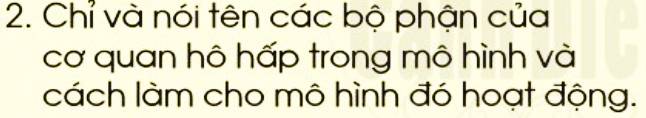 2. Chỉ và nói tên các bộ phận của
cơ quan hô hấp trong mô hình và
cách làm cho mô hình đó hoạt động.